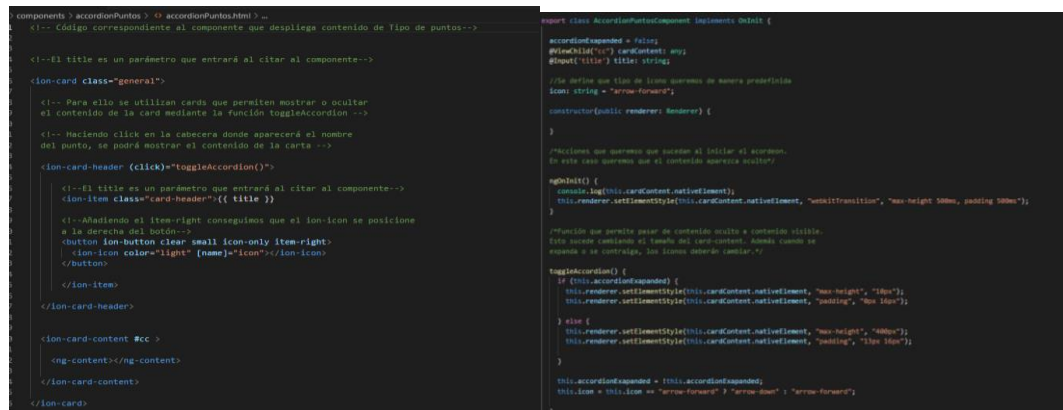 components > accordionPuntos > accordionPuntos.html > ...
<!-- Código correspondiente al componente que despliega contenido de Tipo de puntos-->
<!--El title es un parámetro que entrará al citar al componente-->
<ion-card class="general">
<!-- Para ello se utilizan cards que permiten mostrar o ocultar
el contenido de la card mediante la función toggleAccordion -->
<!-- Haciendo click en la cabecera donde aparecerá el nombre
del punto, se podrá mostrar el contenido de la carta -->
<ion-card-header (click)="toggleAccordion()">
<!--El title es un parámetro que entrará al citar al componente-->
<ion-item class="card-header">{{ title }}
<!--Añadiendo el item-right conseguimos que el ion-icon se posicione
a la derecha del botón-->
<button ion-button clear small icon-only item-right>
<ion-icon color="light" [name]="icon"></ion-icon>
</button>
</ion-item>
</ion-card-header>
<ion-card-content #cc >
<ng-content></ng-content>
</ion-card-content>
</ion-card>
export class AccordionPuntosComponent implements OnInit {
accordionExapanded = false;
@ViewChild("cc") cardContent: any;
@Input('title') title: string;
//Se define que tipo de icono queremos de manera predefinida
icon: string = "arrow-forward";
constructor(public renderer: Renderer) {
}
/*Acciones que queremos que sucedan al iniciar el acordeon.
En este caso queremos que el contenido aparezca oculto*/
ngOnInit() {
console.log(this.cardContent.nativeElement);
this.renderer.setElementStyle(this.cardContent.nativeElement, "webkitTransition", "max-height 500ms, padding 500ms");
}
/*Función que permite pasar de contenido oculto a contenido visible.
Esto sucede cambiando el tamaño del card-content. Además cuando se
expanda o se contraiga, los iconos deberán cambiar.*/
toggleAccordion() {
if (this.accordionExapanded) {
this.renderer.setElementStyle(this.cardContent.nativeElement, "max-height", "10px");
this.renderer.setElementStyle(this.cardContent.nativeElement, "padding", "0px 16px");
} else {
this.renderer.setElementStyle(this.cardContent.nativeElement, "max-height", "400px");
this.renderer.setElementStyle(this.cardContent.nativeElement, "padding", "13px 16px");
}
this.accordionExapanded = !this.accordionExapanded;
this.icon = this.icon == "arrow-forward" ? "arrow-down" : "arrow-forward";